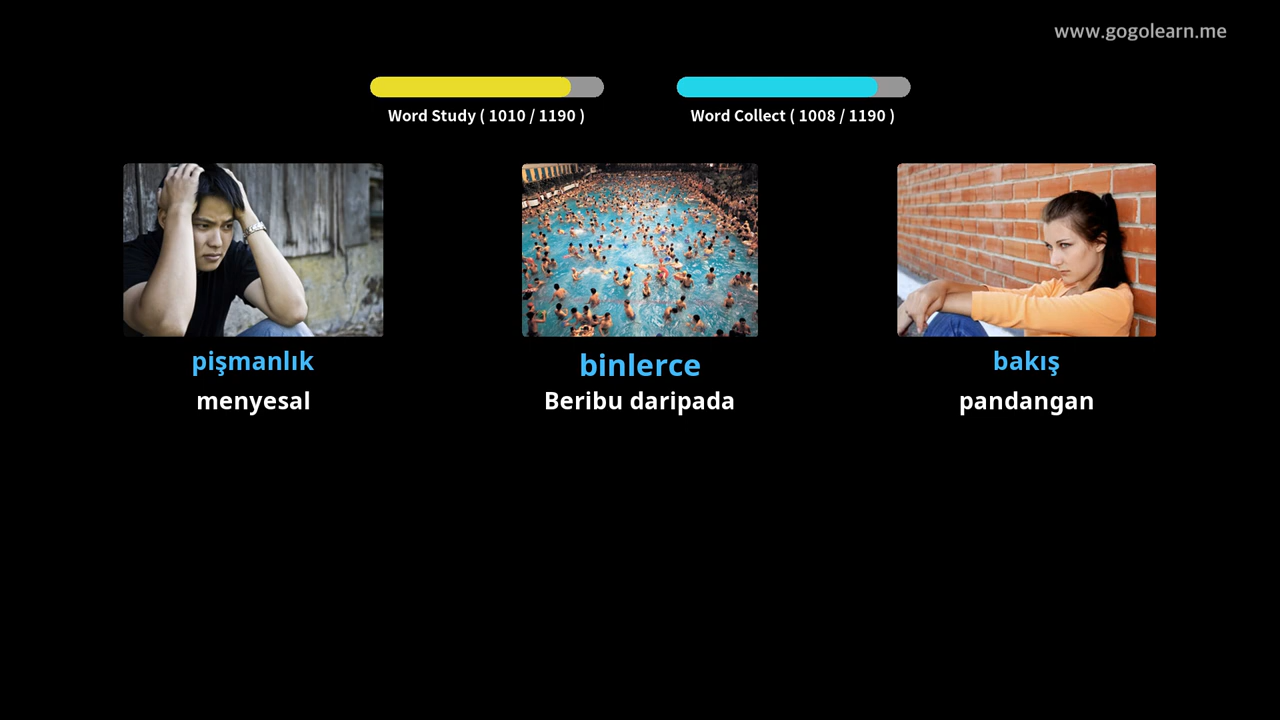 www.gogolearn.me
Word Study ( 1010 / 1190 )
Word Collect ( 1008 / 1190 )
pişmanlık
menyesal
binlerce
Beribu daripada
bakış
pandangan